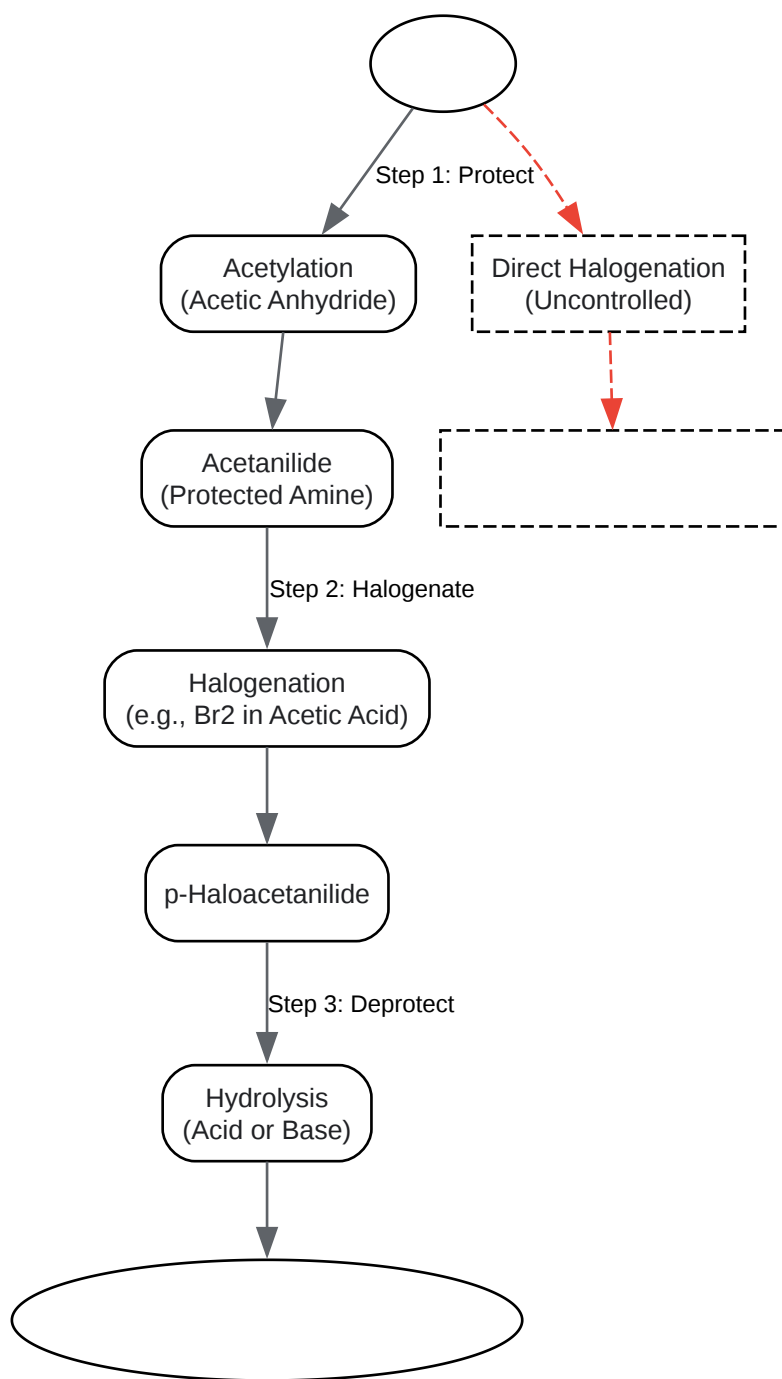 Step 1: Protect
Acetylation
(Acetic Anhydride)
Direct Halogenation
(Uncontrolled)
Acetanilide
(Protected Amine)
Step 2: Halogenate
Halogenation
(e.g., Br2 in Acetic Acid)
p-Haloacetanilide
Step 3: Deprotect
Hydrolysis
(Acid or Base)